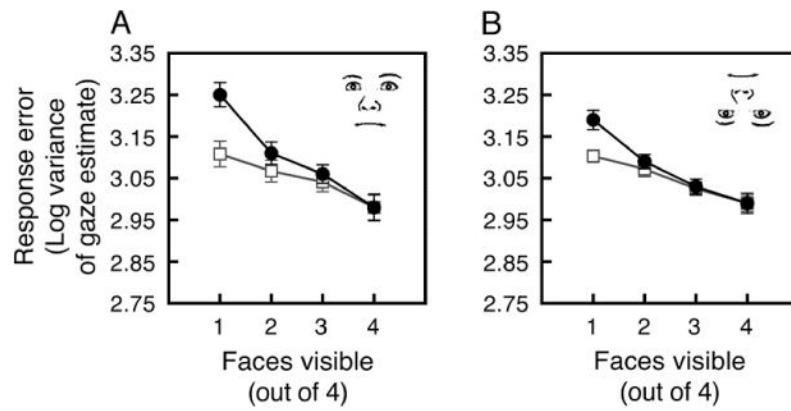 A
Response error
(Log variance
of gaze estimate)
3.35
3.25
3.15
3.05
2.95
2.85
2.75
1 2 3 4
Faces visible
(out of 4)
B
3.35
3.25
3.15
3.05
2.95
2.85
2.75
1 2 3 4
Faces visible
(out of 4)